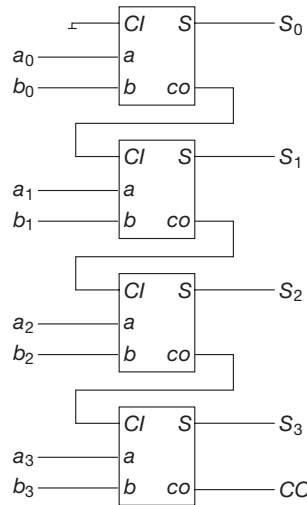 CI S S0
a0 a
b0 b co
CI S S1
a1 a
b1 b co
CI S S2
a2 a
b2 b co
CI S S3
a3 a
b3 b co CO